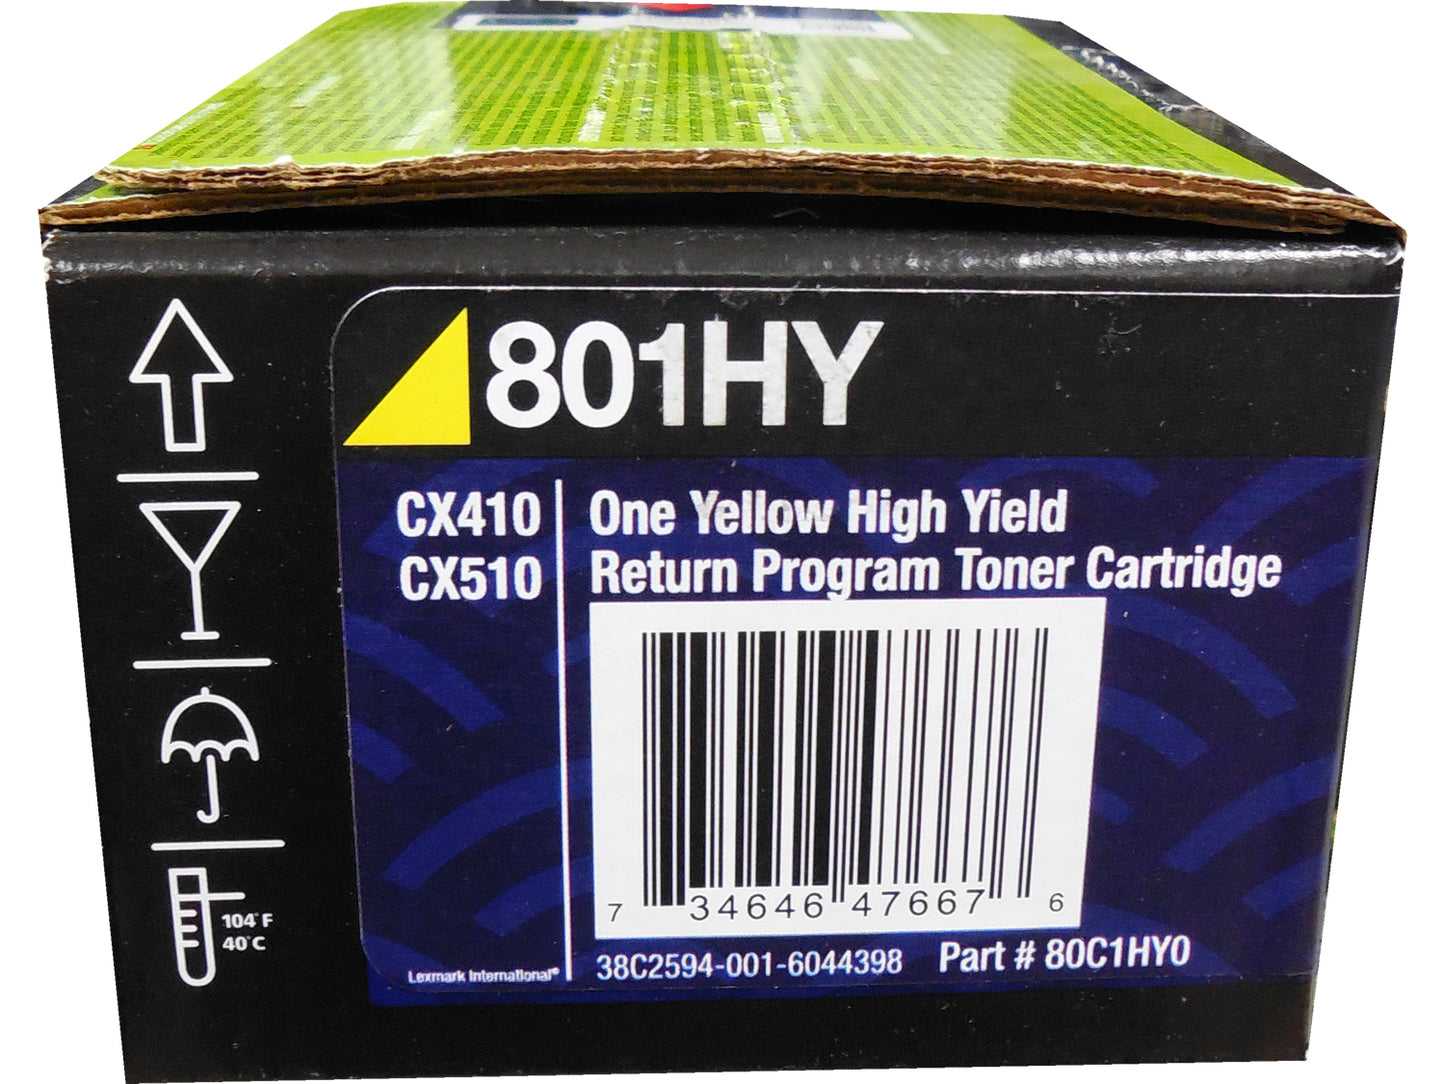 801HY
CX410
CX510
One Yellow High Yield
Return Program Toner Cartridge
7 34646 47667 6
38C2594-001-6044398 Part # 80C1HY0
Lexmark International®
104°F
40°C